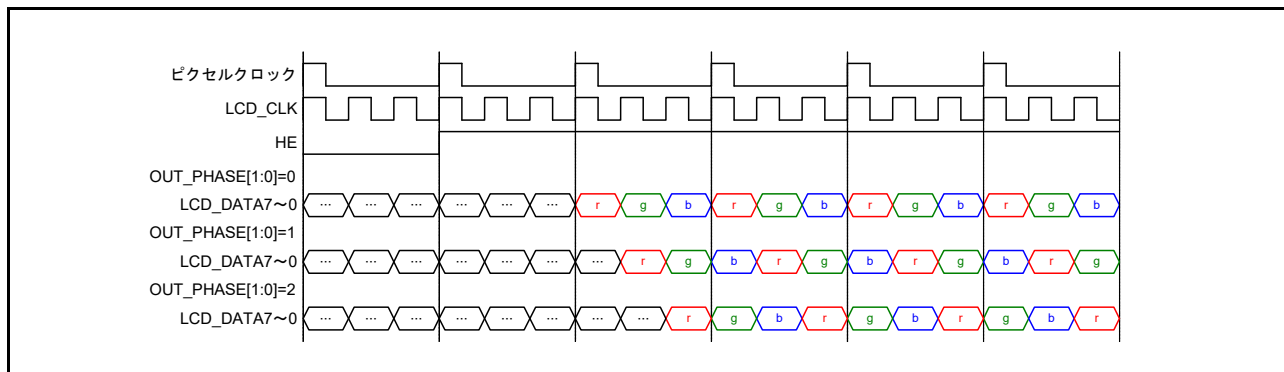 ピクセルクロック
LCD_CLK
HE
OUT_PHASE[1:0]=0
LCD_DATA7~0 ... ... ... ... ... ... r g b r g b r g b r g b
OUT_PHASE[1:0]=1
LCD_DATA7~0 ... ... ... ... ... ... ... r g b r g b r g b r g
OUT_PHASE[1:0]=2
LCD_DATA7~0 ... ... ... ... ... ... ... ... r g b r g b r g b r